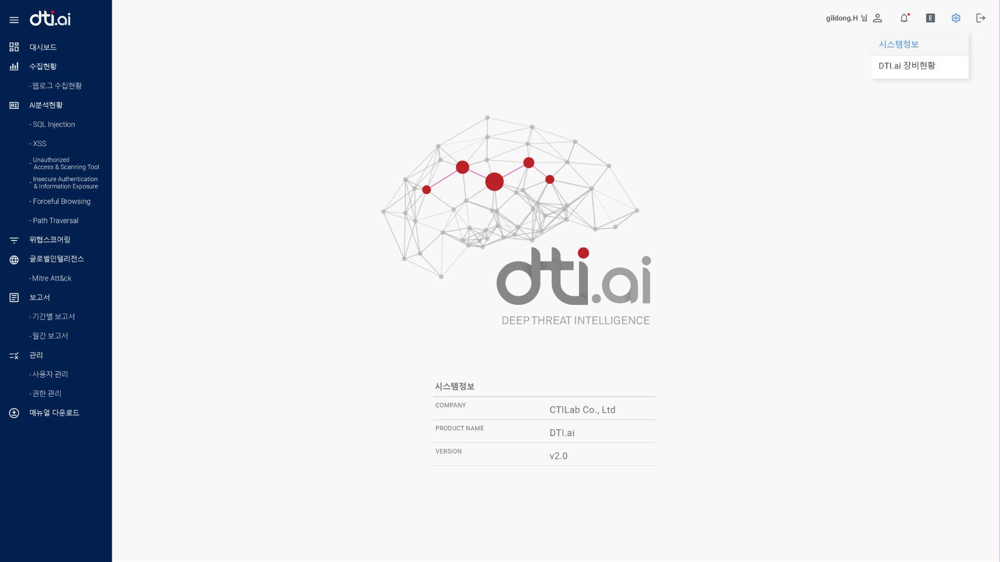 dti.ai
대시보드
수집현황
-웹로그 수집현황
AI분석현황
- SQL Injection
- XSS
- Unauthorized
Access & Scanning Tool
- Insecure Authentication
& Information Exposure
- Forceful Browsing
- Path Traversal
위협스코어링
글로벌인텔리전스
-Mitre Att&ck
보고서
-기간별 보고서
-월간 보고서
관리
-사용자 관리
-권한 관리
매뉴얼 다운로드
gildong.H 님
E
시스템정보
DTI.ai 장비현황
dti.ai
DEEP THREAT INTELLIGENCE
시스템정보
COMPANY CTILab Co., Ltd
PRODUCT NAME DTI.ai
VERSION v2.0